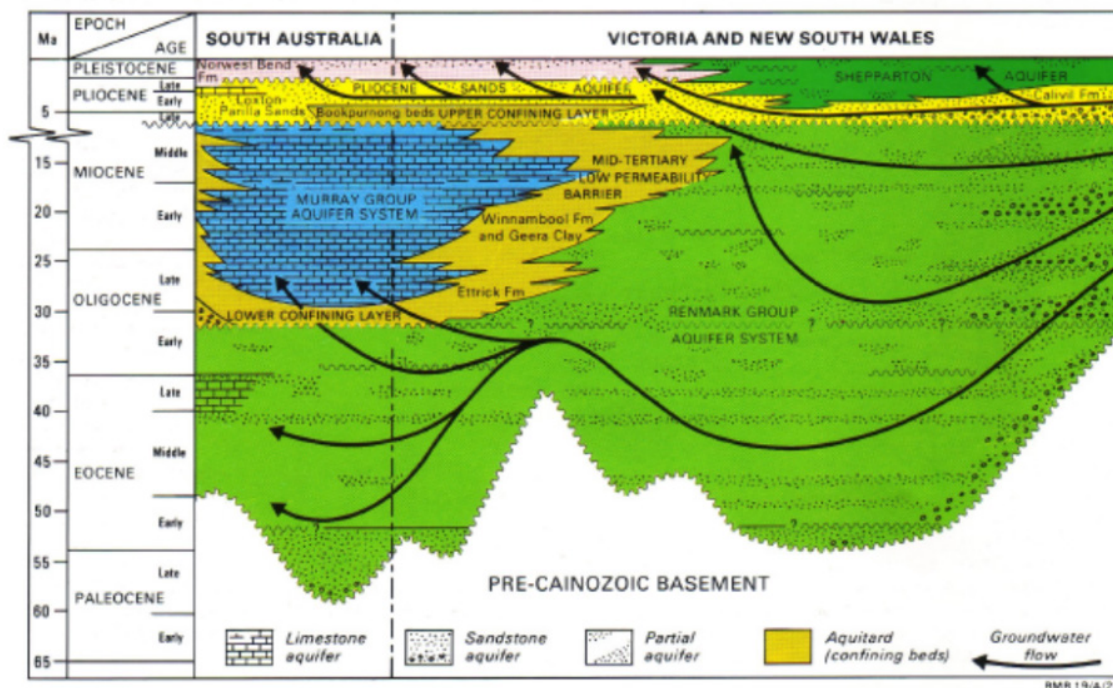 EPOCH
Ma
AGE
SOUTH AUSTRALIA
VICTORIA AND NEW SOUTH WALES
PLEISTOCENE
Norwest Bend
Fm
SHEPPARTON
AQUIFER
PLIOCENE
Late
Early
PLIOCENE
SANDS
AQUIFER
Calivil Fm
Loxton-
Parilla Sands
Bookpurnong beds
UPPER CONFINING LAYER
5
Late
MIOCENE
Middle
Early
15
20
MID-TERTIARY
LOW PERMEABILITY
BARRIER
MURRAY GROUP
AQUIFER SYSTEM
Winnambool Fm
and Geera Clay
25
OLIGOCENE
Late
Early
30
Ettrick Fm
LOWER CONFINING LAYER
RENMARK GROUP
AQUIFER SYSTEM
?
?
?
35
EOCENE
Late
Middle
Early
40
45
50
?
?
55
PALEOCENE
Late
Early
60
65
PRE-CAINOZOIC BASEMENT
Limestone
aquifer
Sandstone
aquifer
Partial
aquifer
Aquitard
(confining beds)
Groundwater
flow